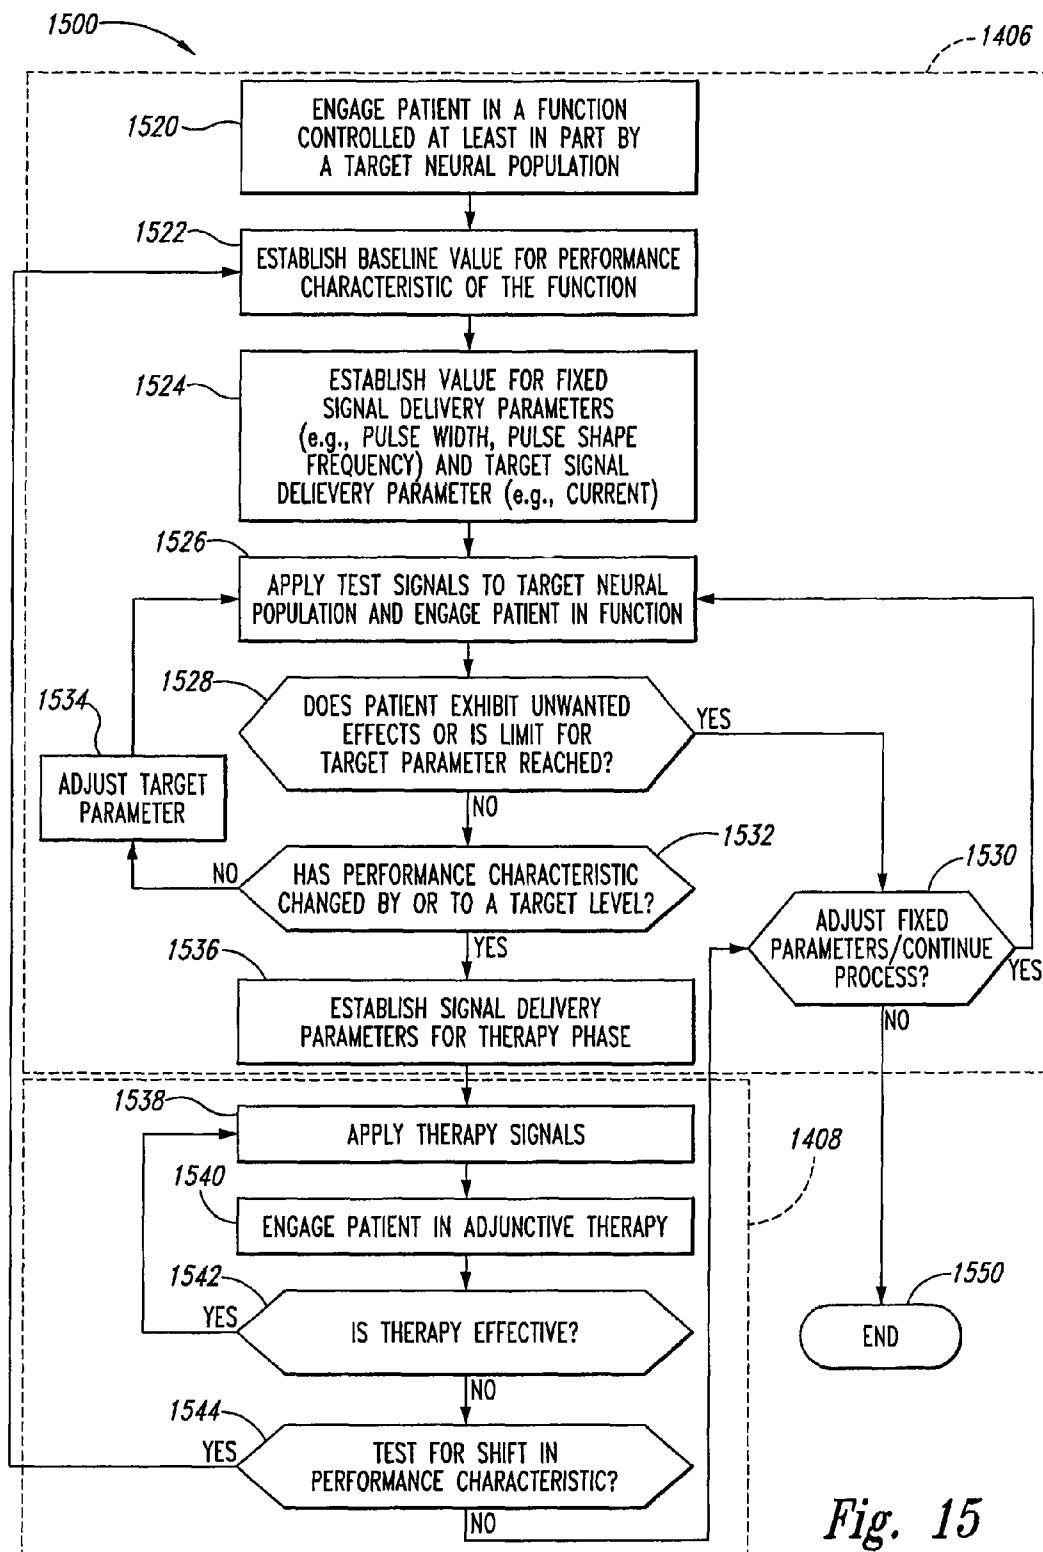 1500
1406
1520
ENGAGE PATIENT IN A FUNCTION
CONTROLLED AT LEAST IN PART BY
A TARGET NEURAL POPULATION
1522
ESTABLISH BASELINE VALUE FOR PERFORMANCE
CHARACTERISTIC OF THE FUNCTION
1524
ESTABLISH VALUE FOR FIXED
SIGNAL DELIVERY PARAMETERS
(e.g., PULSE WIDTH, PULSE SHAPE
FREQUENCY) AND TARGET SIGNAL
DELIEVERY PARAMETER (e.g., CURRENT)
1526
APPLY TEST SIGNALS TO TARGET NEURAL
POPULATION AND ENGAGE PATIENT IN FUNCTION
1528
DOES PATIENT EXHIBIT UNWANTED
EFFECTS OR IS LIMIT FOR
TARGET PARAMETER REACHED?
YES
NO
1534
ADJUST TARGET
PARAMETER
1532
HAS PERFORMANCE CHARACTERISTIC
CHANGED BY OR TO A TARGET LEVEL?
NO
YES
1530
ADJUST FIXED
PARAMETERS/CONTINUE
PROCESS?
YES
NO
1536
ESTABLISH SIGNAL DELIVERY
PARAMETERS FOR THERAPY PHASE
1538
APPLY THERAPY SIGNALS
1408
1540
ENGAGE PATIENT IN ADJUNCTIVE THERAPY
1542
IS THERAPY EFFECTIVE?
YES
NO
1550
END
1544
TEST FOR SHIFT IN
PERFORMANCE CHARACTERISTIC?
YES
NO
Fig. 15